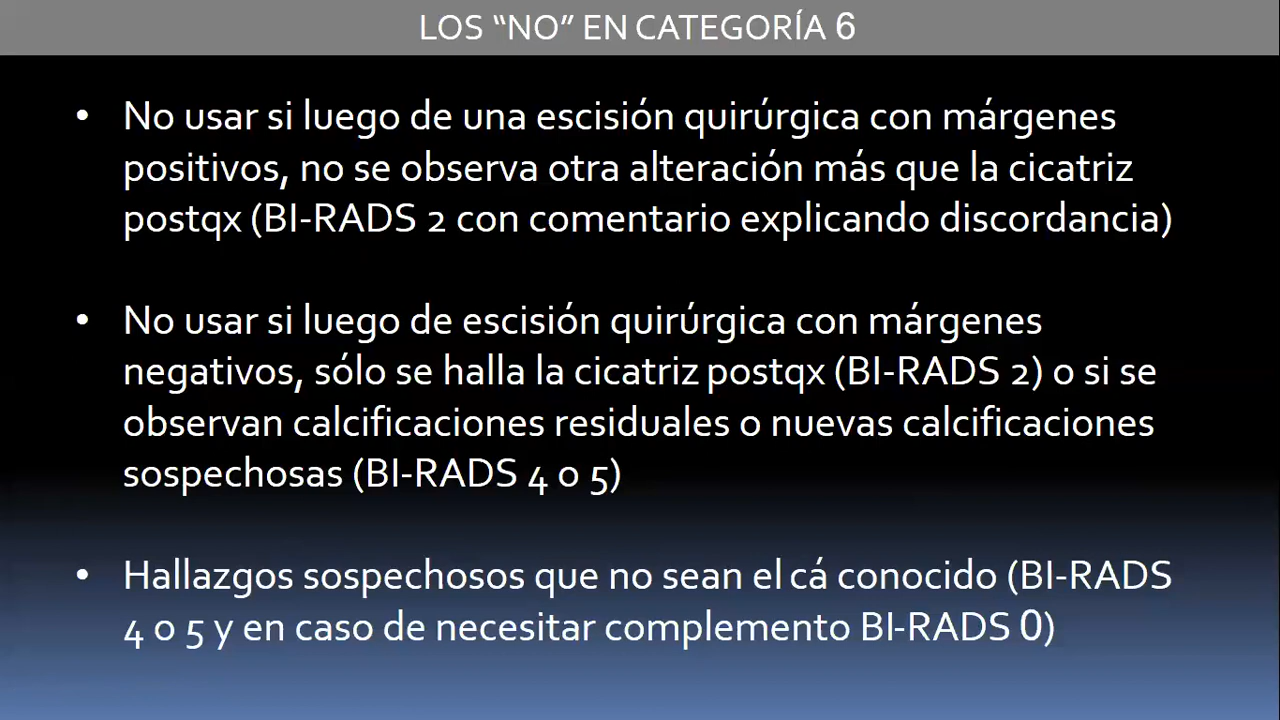 LOS “NO” EN CATEGORÍA 6
• No usar si luego de una escisión quirúrgica con márgenes
positivos, no se observa otra alteración más que la cicatriz
postqx (BI-RADS 2 con comentario explicando discordancia)
• No usar si luego de escisión quirúrgica con márgenes
negativos, sólo se halla la cicatriz postqx (BI-RADS 2) o si se
observan calcificaciones residuales o nuevas calcificaciones
sospechosas (BI-RADS 4 o 5)
• Hallazgos sospechosos que no sean el cá conocido (BI-RADS
4 o 5 y en caso de necesitar complemento BI-RADS 0)